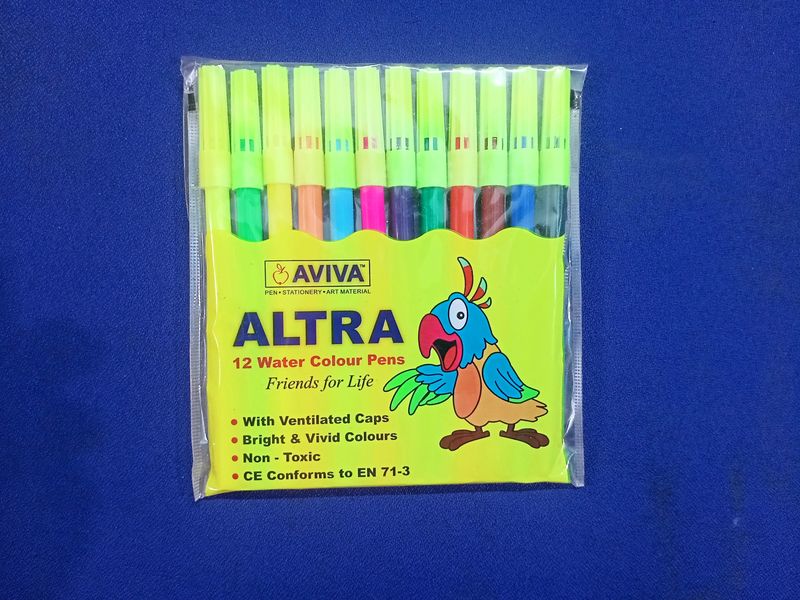 AVIVA™
PEN • STATIONERY • ART MATERIAL
ALTRA
12 Water Colour Pens
Friends for Life
• With Ventilated Caps
• Bright & Vivid Colours
• Non - Toxic
• CE Conforms to EN 71-3